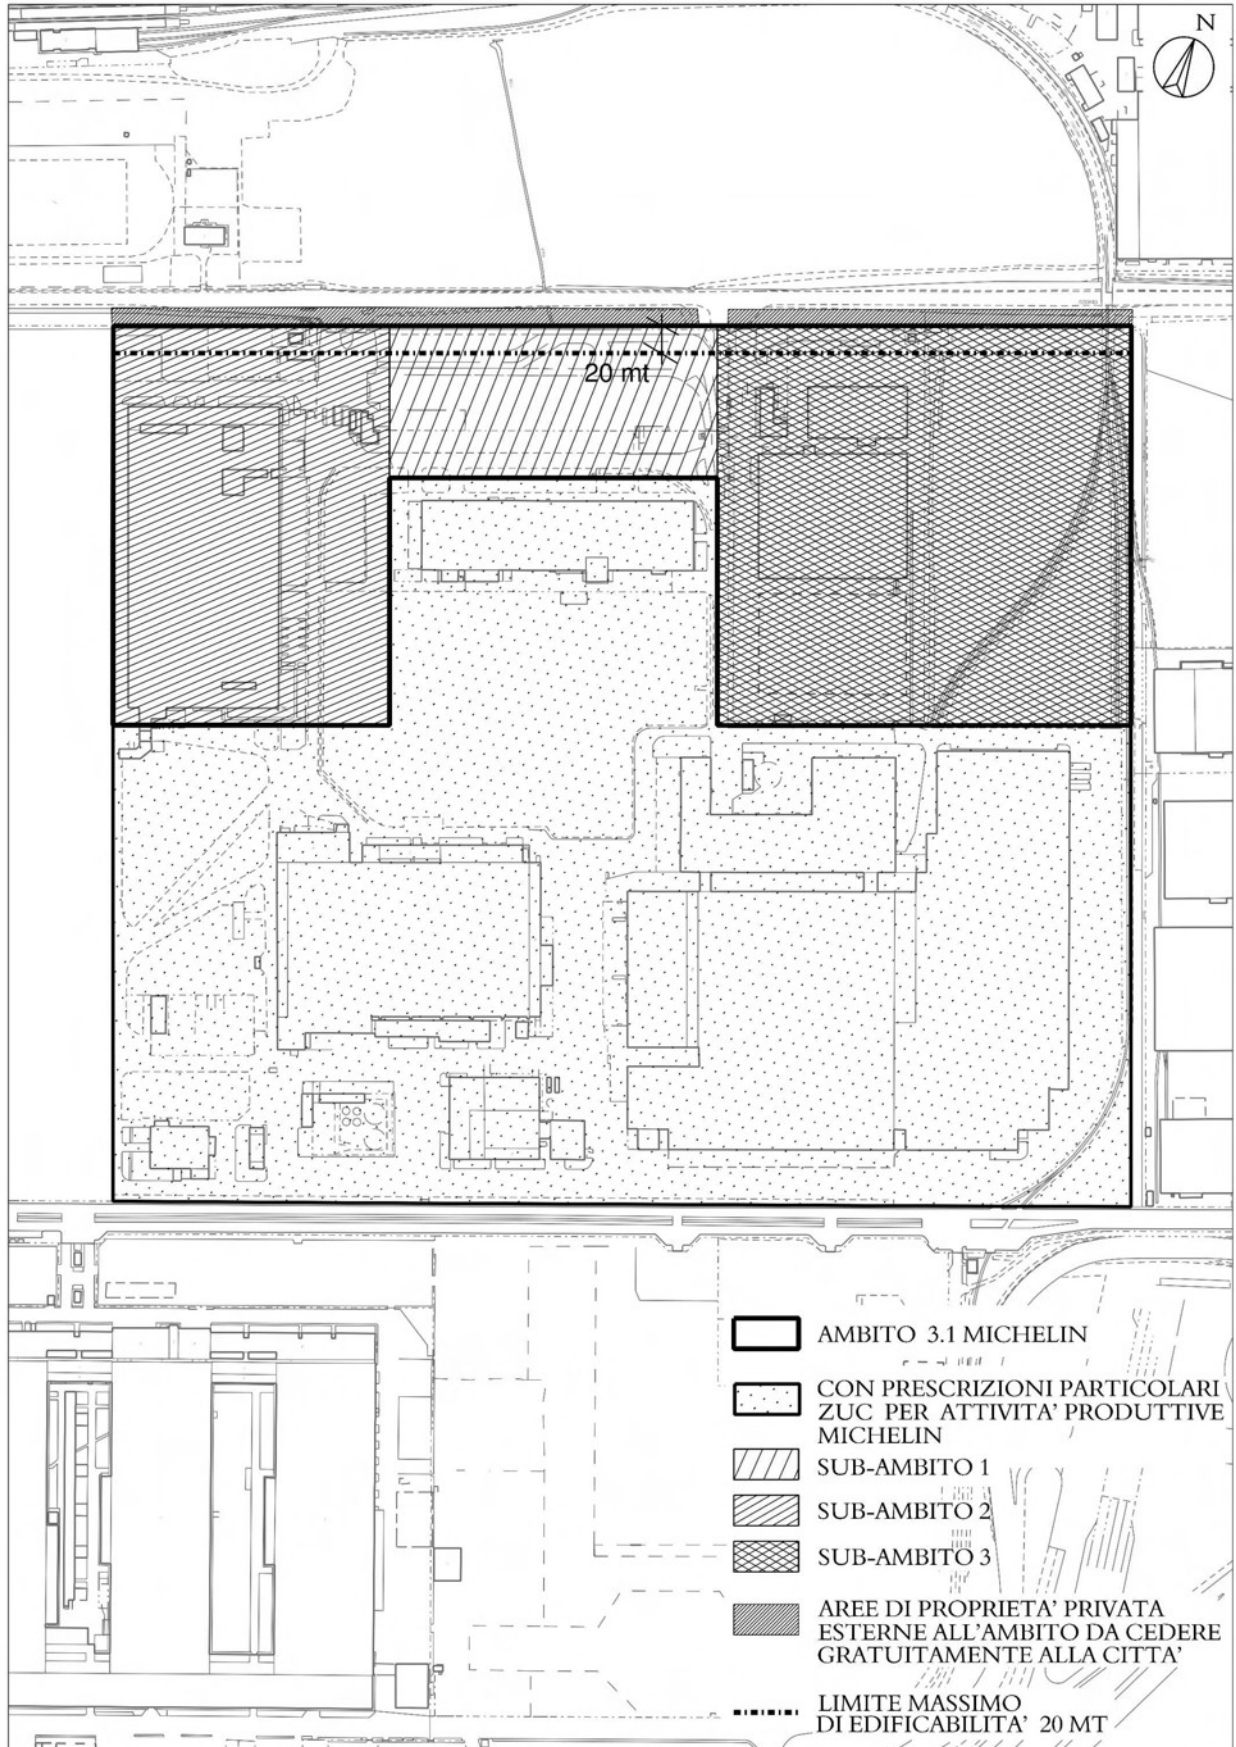 N
20 mt
AMBITO 3.1 MICHELIN
CON PRESCRIZIONI PARTICOLARI
ZUC PER ATTIVITA' PRODUTTIVE
MICHELIN
SUB-AMBITO 1
SUB-AMBITO 2
SUB-AMBITO 3
AREE DI PROPRIETA' PRIVATA
ESTERNE ALL'AMBITO DA CEDERE
GRATUITAMENTE ALLA CITTA'
LIMITE MASSIMO
DI EDIFICABILITA' 20 MT